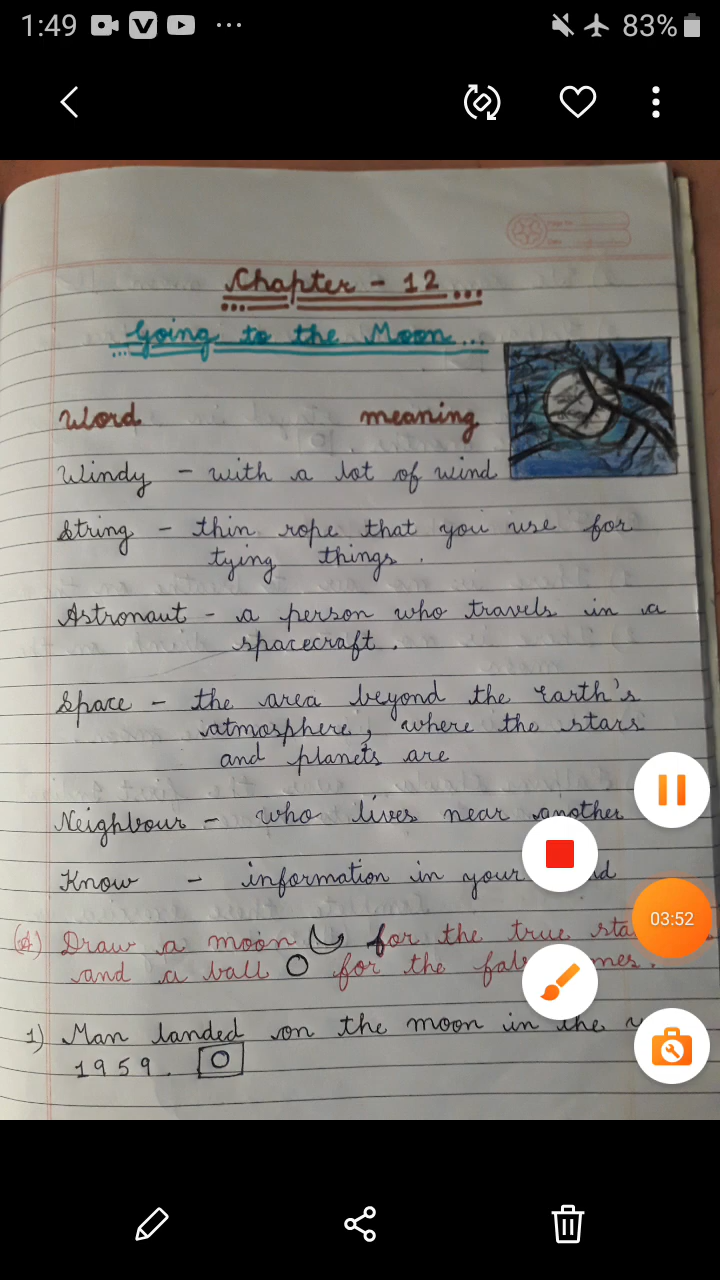 1:49 83%
Chapter - 12 ...
Going to the Moon ...
Word meaning
Windy - with a lot of wind
String - thin rope that you use for
tying things.
Astronaut - a person who travels in a
spacecraft.
Space - the area beyond the Earth's
atmosphere, where the stars
and planets are
Neighbour - who lives near another
Know - information in your
03:52
(A) Draw a moon for the true
and a ball for the
1) Man landed on the moon in the
1959.